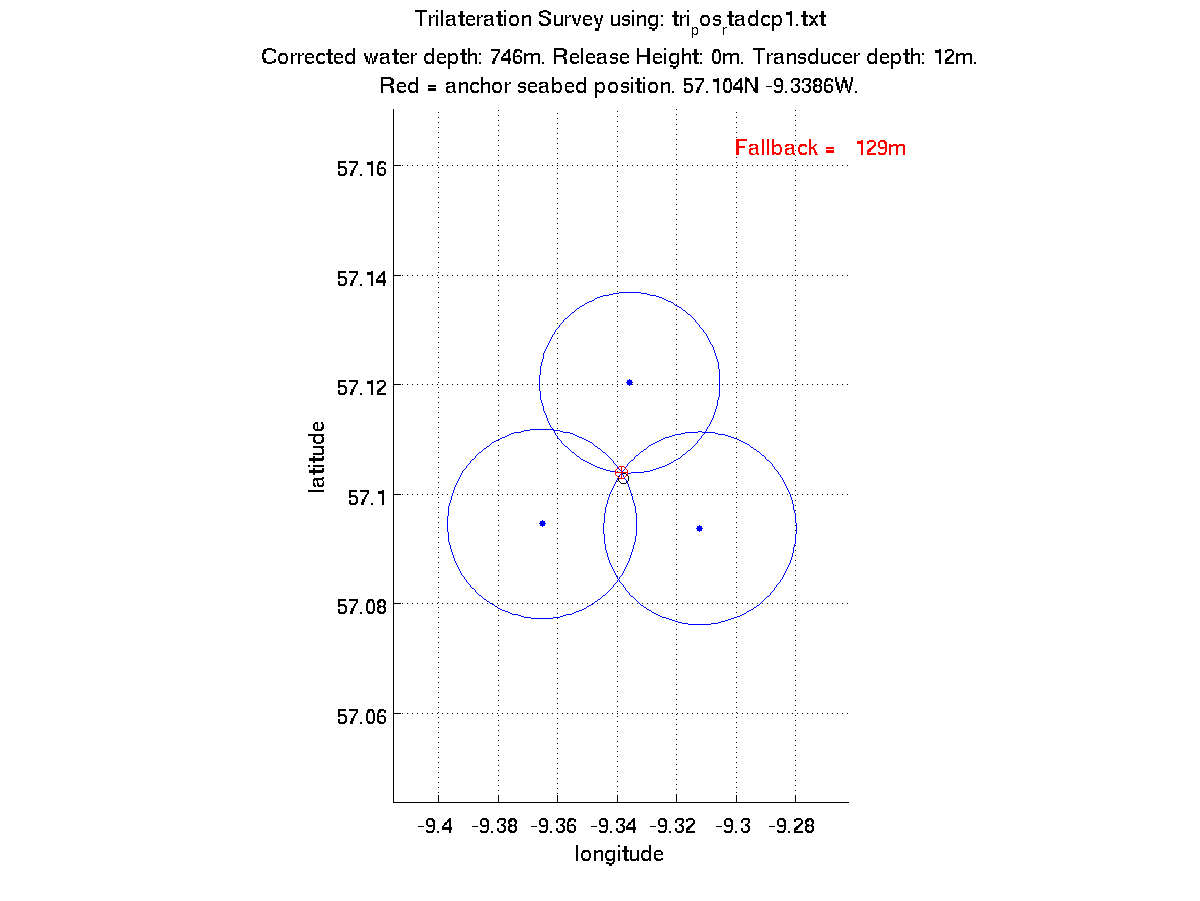 Trilateration Survey using: tri_pos_rtadcp1.txt
Corrected water depth: 746m. Release Height: 0m. Transducer depth: 12m.
Red = anchor seabed position. 57.104N -9.3386W.
Fallback = 129m
57.16
57.14
57.12
57.1
57.08
57.06
latitude
-9.4 -9.38 -9.36 -9.34 -9.32 -9.3 -9.28
longitude